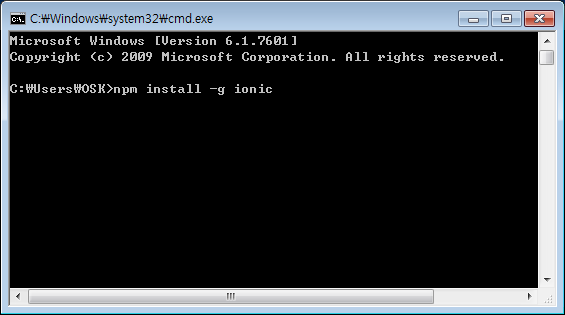 C:₩Windows₩system32₩cmd.exe
Microsoft Windows [Version 6.1.7601]
Copyright (c) 2009 Microsoft Corporation. All rights reserved.
C:₩Users₩OSK>npm install -g ionic